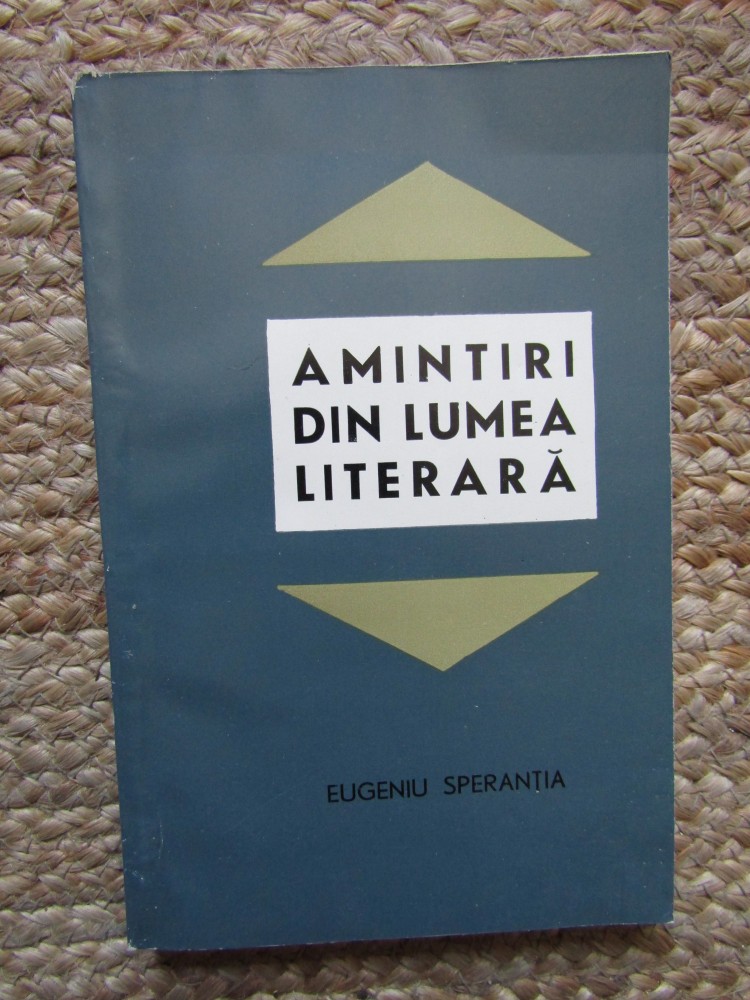 AMINTIRI
DIN LUMEA
LITERARĂ
EUGENIU SPERANȚIA